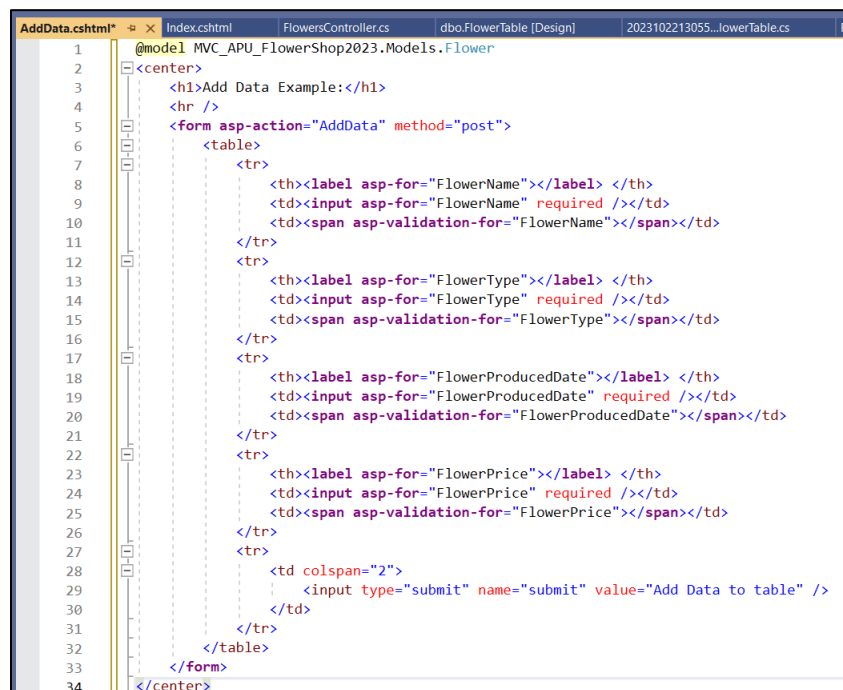 AddData.cshtml* Index.cshtml FlowersController.cs dbo.FlowerTable [Design] 2023102213055...lowerTable.cs
1 @model MVC_APU_FlowerShop2023.Models.Flower
2 <center>
3 <h1>Add Data Example:</h1>
4 <hr />
5 <form asp-action="AddData" method="post">
6 <table>
7 <tr>
8 <th><label asp-for="FlowerName"></label> </th>
9 <td><input asp-for="FlowerName" required /></td>
10 <td><span asp-validation-for="FlowerName"></span></td>
11 </tr>
12 <tr>
13 <th><label asp-for="FlowerType"></label> </th>
14 <td><input asp-for="FlowerType" required /></td>
15 <td><span asp-validation-for="FlowerType"></span></td>
16 </tr>
17 <tr>
18 <th><label asp-for="FlowerProducedDate"></label> </th>
19 <td><input asp-for="FlowerProducedDate" required /></td>
20 <td><span asp-validation-for="FlowerProducedDate"></span></td>
21 </tr>
22 <tr>
23 <th><label asp-for="FlowerPrice"></label> </th>
24 <td><input asp-for="FlowerPrice" required /></td>
25 <td><span asp-validation-for="FlowerPrice"></span></td>
26 </tr>
27 <tr>
28 <td colspan="2">
29 <input type="submit" name="submit" value="Add Data to table" />
30 </td>
31 </tr>
32 </table>
33 </form>
34 </center>